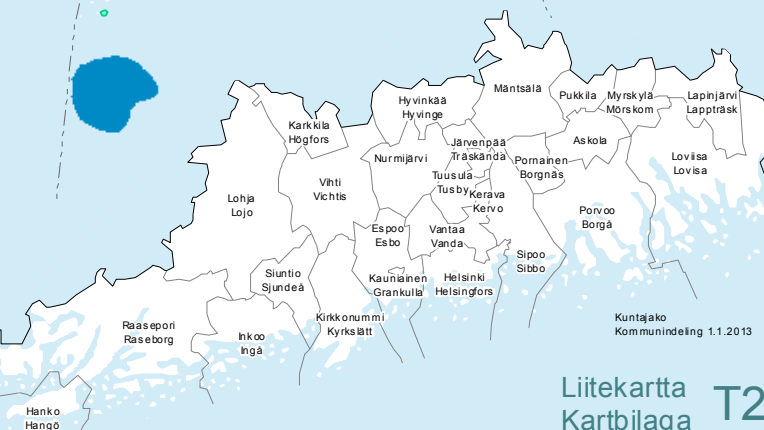 Mäntsälä
Hyvinkää
Hyvinge
Pukkila
Myrskylä
Mörskom
Lapinjärvi
Lappträsk
Karkkila
Högfors
Järvenpää
Träskända
Askola
Nurmijärvi
Pornainen
Borgnäs
Loviisa
Lovisa
Vihti
Vichtis
Tuusula
Tusby
Kerava
Kervo
Lohja
Lojo
Porvoo
Borgå
Espoo
Esbo
Vantaa
Vanda
Sipoo
Sibbo
Siuntio
Sjundeå
Kauniainen
Grankulla
Helsinki
Helsingfors
Kirkkonummi
Kyrkslätt
Raasepori
Raseborg
Inkoo
Ingå
Kuntajako
Kommunindeling 1.1.2013
Hanko
Hangö
Liitekartta
Kartbilaga
T2